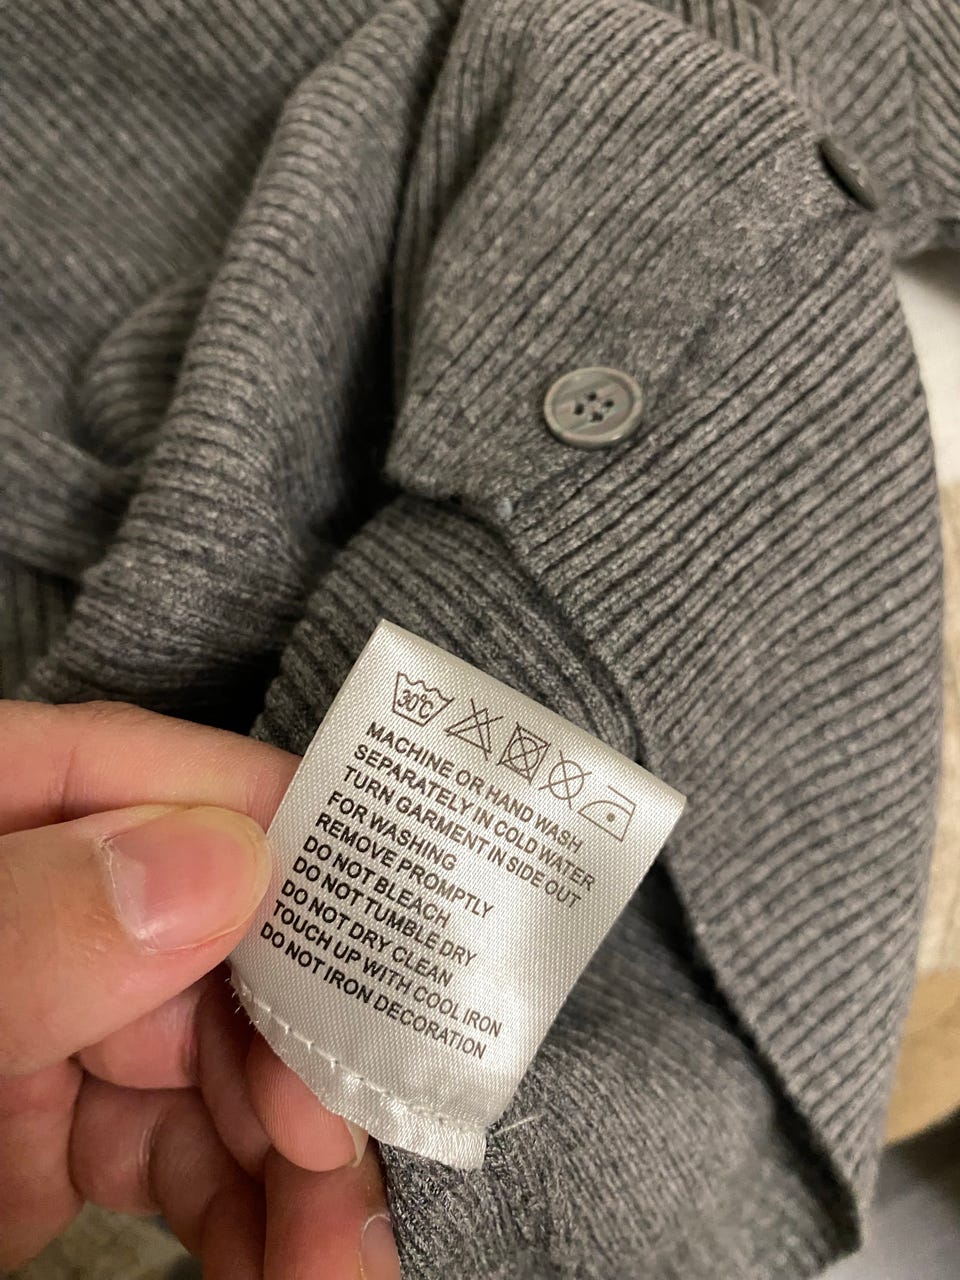 30°C
MACHINE OR HAND WASH
SEPARATELY IN COLD WATER
TURN GARMENT IN SIDE OUT
FOR WASHING
REMOVE PROMPTLY
DO NOT BLEACH
DO NOT TUMBLE DRY
DO NOT DRY CLEAN
TOUCH UP WITH COOL IRON
DO NOT IRON DECORATION